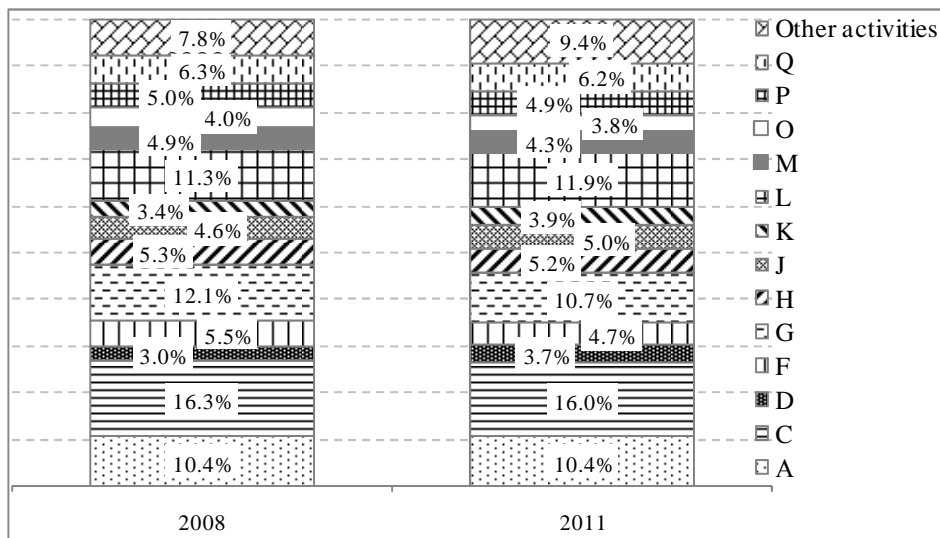 7.8%
6.3%
5.0%
4.0%
4.9%
11.3%
3.4%
4.6%
5.3%
12.1%
5.5%
3.0%
16.3%
10.4%
9.4%
6.2%
4.9%
3.8%
4.3%
11.9%
3.9%
5.0%
5.2%
10.7%
4.7%
3.7%
16.0%
10.4%
2008
2011
Other activities
Q
P
O
M
L
K
J
H
G
F
D
C
A